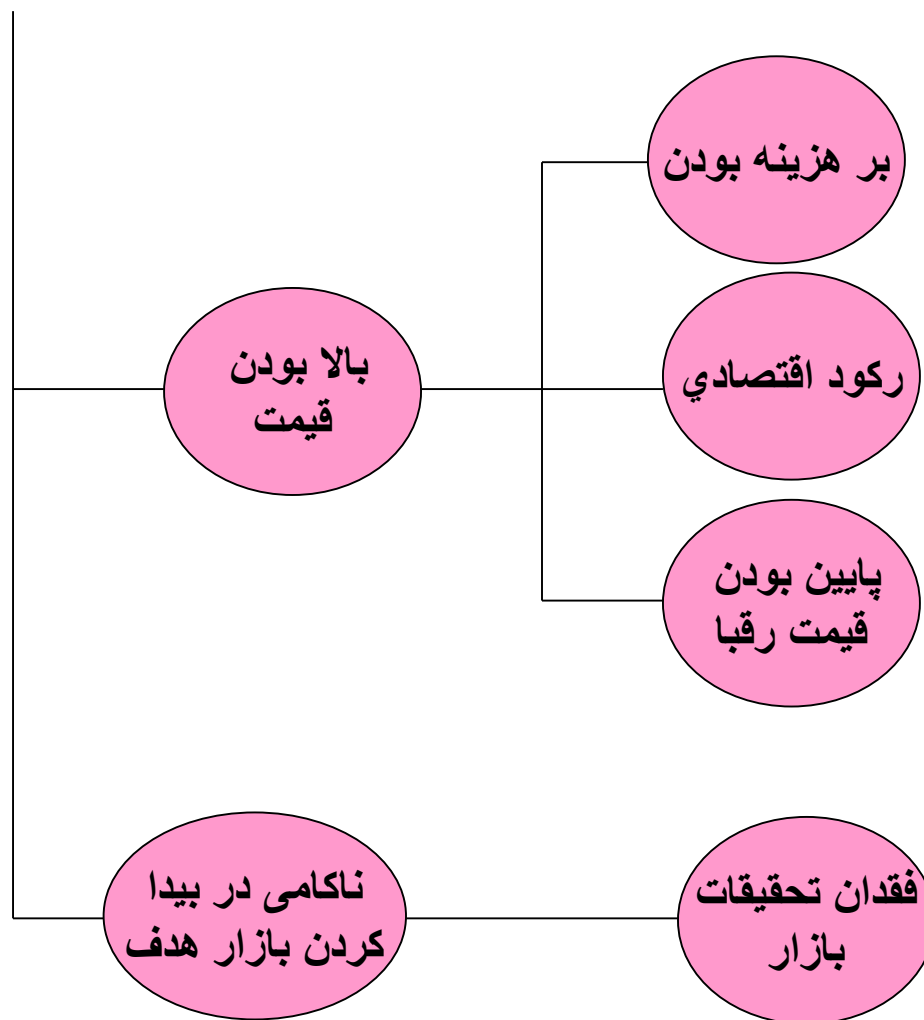 بر هزینه بودن
بالا بودن
قیمت
رکود اقتصادي
پایین بودن
قیمت رقبا
ناکامی در بیدا
کردن بازار هدف
فقدان تحقیقات
بازار